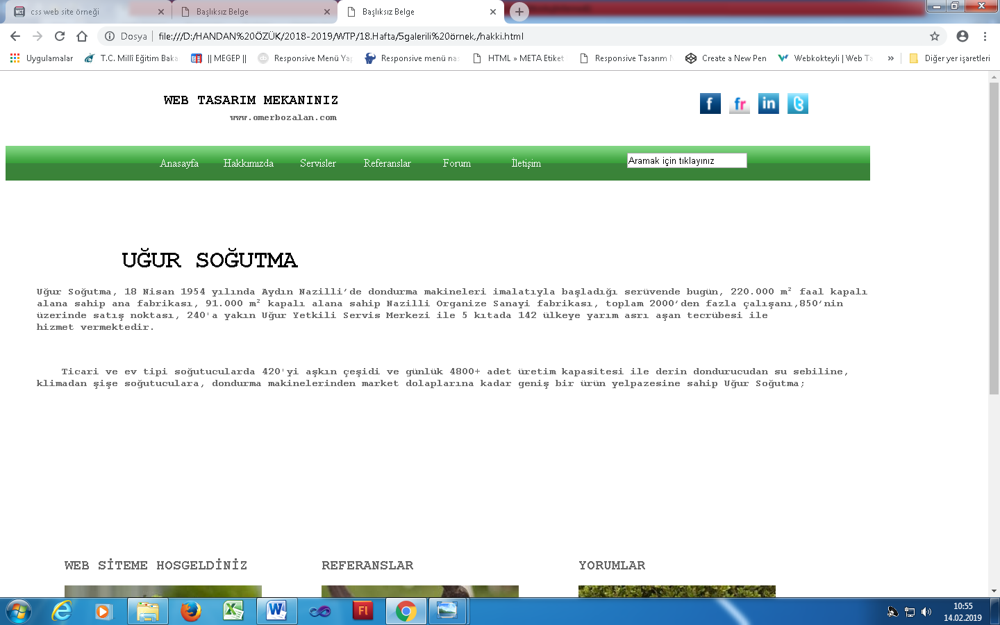 css web site örneği
Başlıksız Belge
Başlıksız Belge
Dosya
file:///D:/HANDAN%20ÖZÜK/2018-2019/WTP/18.Hafta/5galerili%20örnek,/hakki.html
Uygulamalar
T.C. Millî Eğitim Baka
|| MEGEP ||
Responsive Menü Yap
Responsive menü nas
HTML » META Etiket
Responsive Tasarım
Create a New Pen
Webkokteyli | Web Ta
»
Diğer yer işaretleri
WEB TASARIM MEKANINIZ
www.omerbozalan.com
f
fr
in
t
Anasayfa
Hakkımızda
Servisler
Referanslar
Forum
İletişim
Aramak için tıklayınız
UĞUR SOĞUTMA
Uğur Soğutma, 18 Nisan 1954 yılında Aydın Nazilli’de dondurma makineleri imalatıyla başladığı serüvende bugün, 220.000 m² faal kapalı
alana sahip ana fabrikası, 91.000 m² kapalı alana sahip Nazilli Organize Sanayi fabrikası, toplam 2000’den fazla çalışanı,850’nin
üzerinde satış noktası, 240'a yakın Uğur Yetkili Servis Merkezi ile 5 kıtada 142 ülkeye yarım asrı aşan tecrübesi ile
hizmet vermektedir.
Ticari ve ev tipi soğutucularda 420'yi aşkın çeşidi ve günlük 4800+ adet üretim kapasitesi ile derin dondurucudan su sebiline,
klimadan şişe soğutuculara, dondurma makinelerinden market dolaplarına kadar geniş bir ürün yelpazesine sahip Uğur Soğutma;
WEB SİTEME HOSGELDİNİZ
REFERANSLAR
YORUMLAR
10:55
14.02.2019